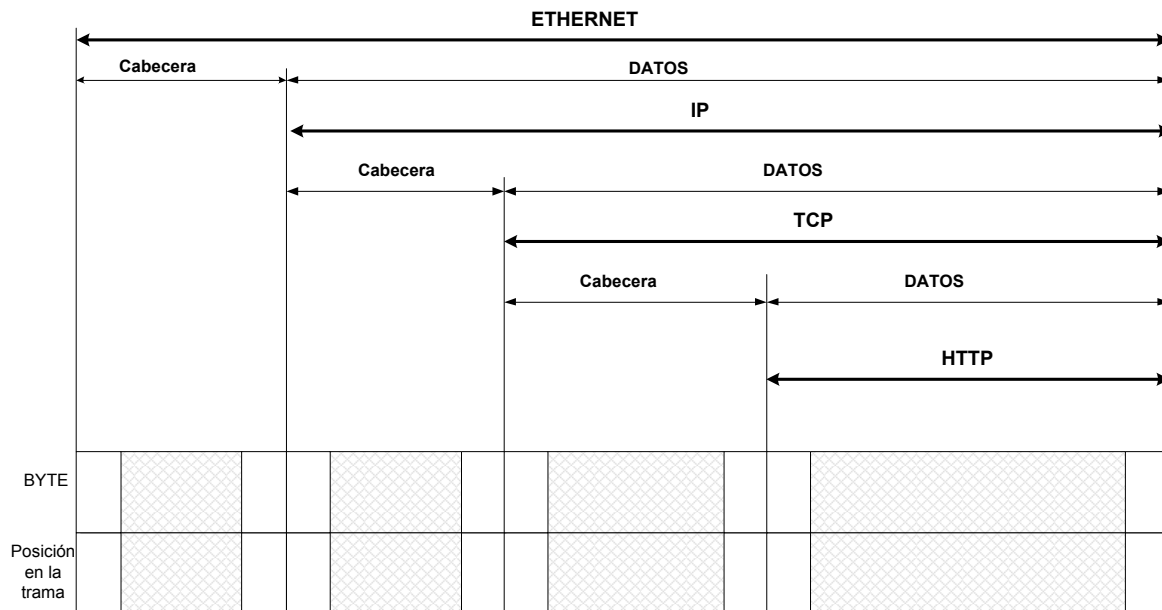 ETHERNET
Cabecera
DATOS
IP
Cabecera
DATOS
TCP
Cabecera
DATOS
HTTP
BYTE
Posición
en la
trama